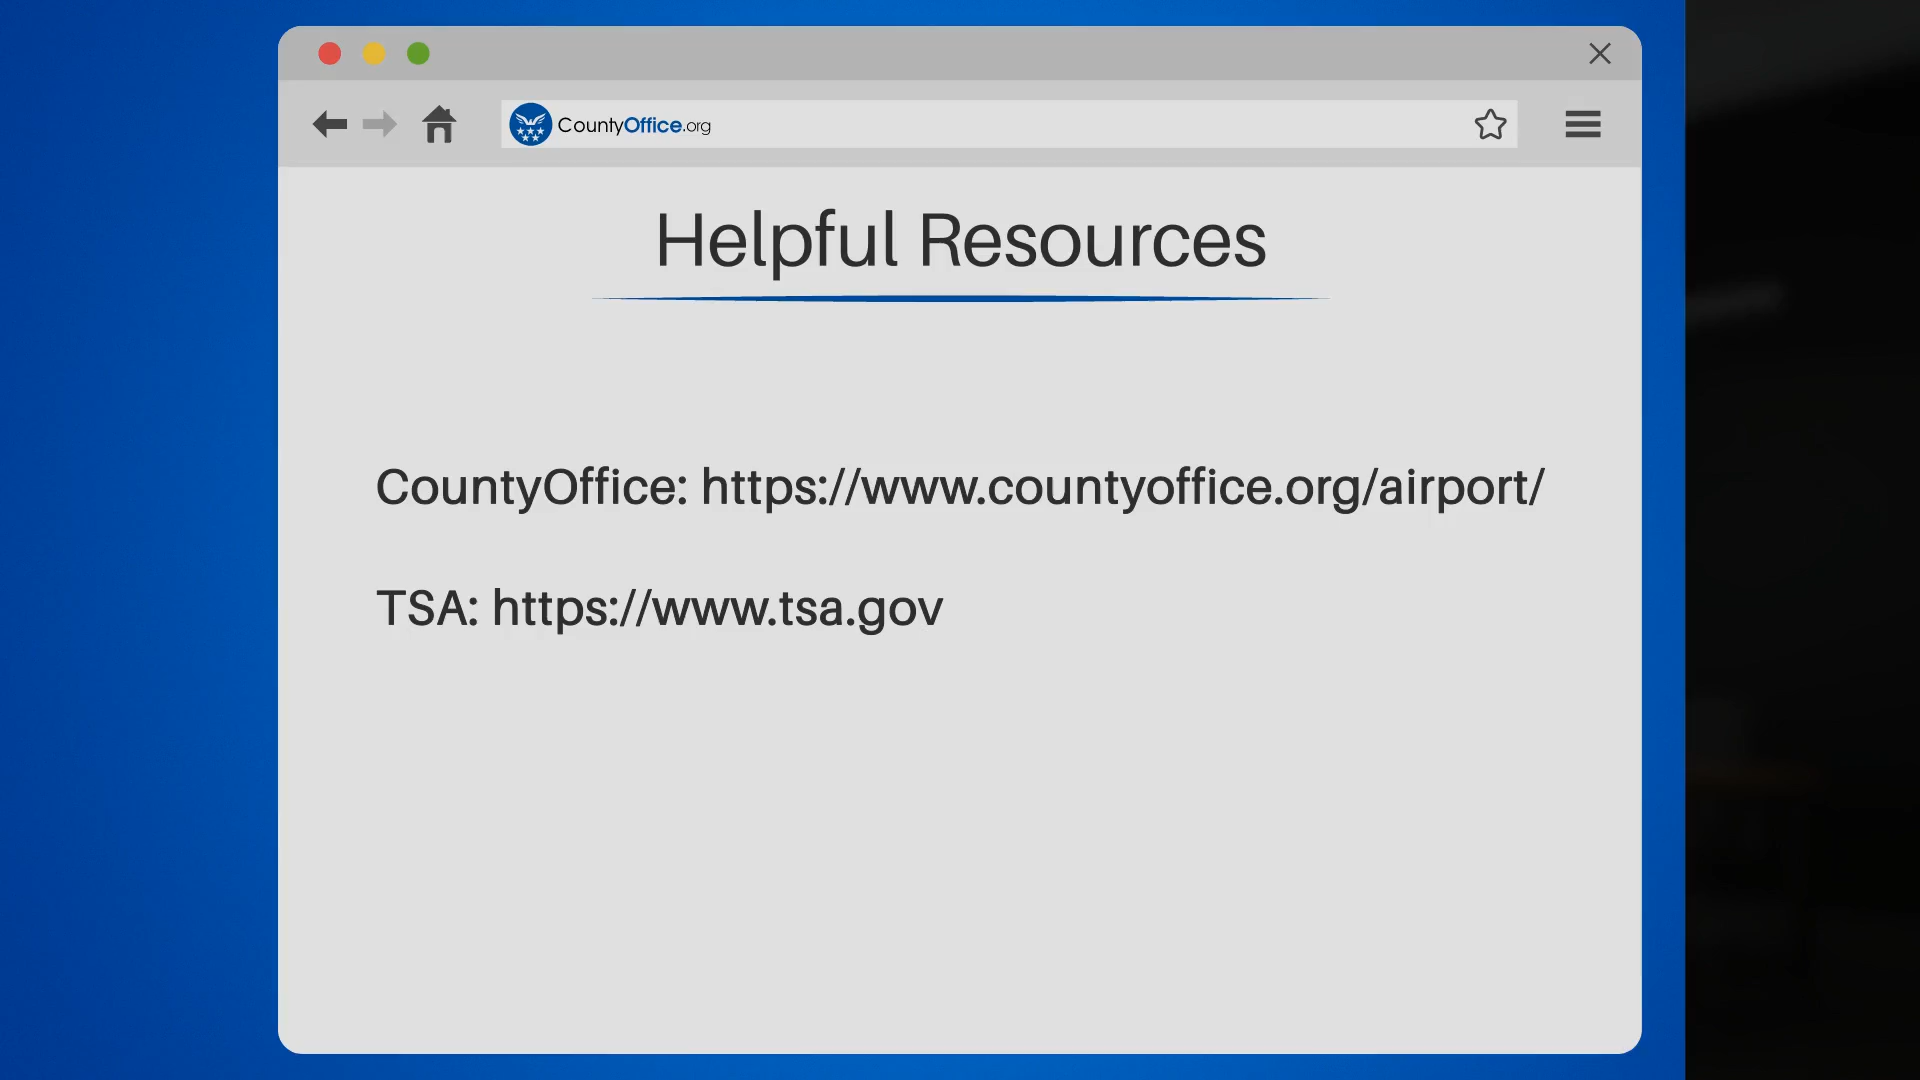 CountyOffice.org
Helpful Resources
CountyOffice: https://www.countyoffice.org/airport/
TSA: https://www.tsa.gov